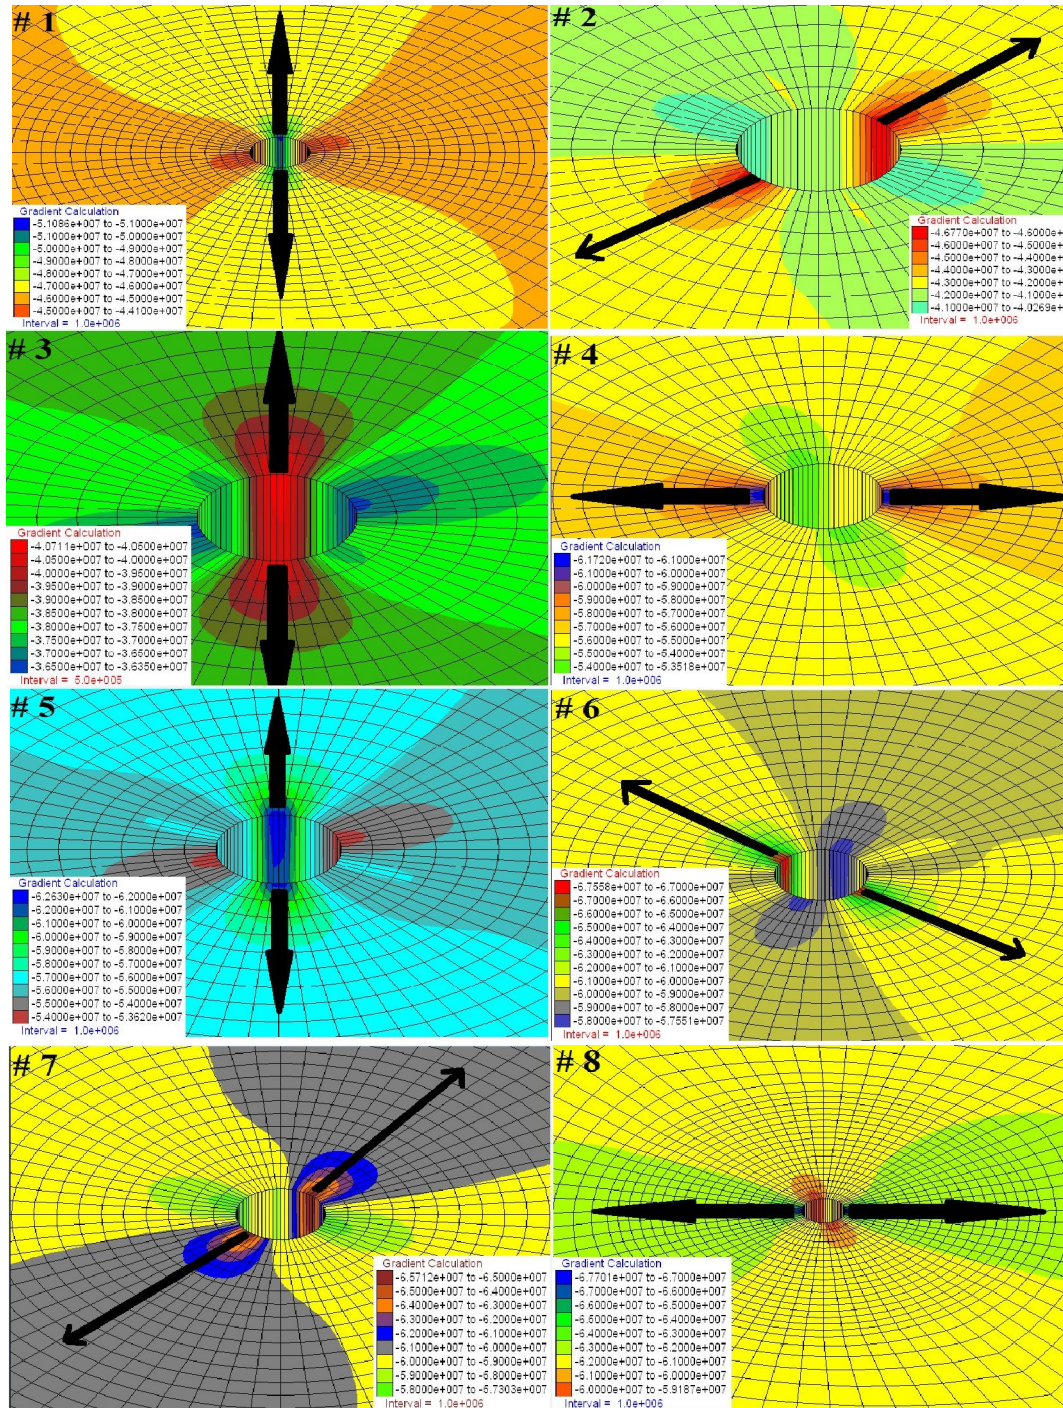 # 1
Gradient Calculation
-5.1086e+007 to -5.1000e+007
-5.1000e+007 to -5.0000e+007
-5.0000e+007 to -4.9000e+007
-4.9000e+007 to -4.8000e+007
-4.8000e+007 to -4.7000e+007
-4.7000e+007 to -4.6000e+007
-4.6000e+007 to -4.5000e+007
-4.5000e+007 to -4.4100e+007
Interval = 1.0e+006
# 2
Gradient Calculation
-4.6770e+007 to -4.6000e+
-4.6000e+007 to -4.5000e+
-4.5000e+007 to -4.4000e+
-4.4000e+007 to -4.3000e+
-4.3000e+007 to -4.2000e+
-4.2000e+007 to -4.1000e+
-4.1000e+007 to -4.0269e+
Interval = 1.0e+006
# 3
Gradient Calculation
-4.0711e+007 to -4.0500e+007
-4.0500e+007 to -4.0000e+007
-4.0000e+007 to -3.9500e+007
-3.9500e+007 to -3.9000e+007
-3.9000e+007 to -3.8500e+007
-3.8500e+007 to -3.8000e+007
-3.8000e+007 to -3.7500e+007
-3.7500e+007 to -3.7000e+007
-3.7000e+007 to -3.6500e+007
-3.6500e+007 to -3.6350e+007
Interval = 5.0e+005
# 4
Gradient Calculation
-6.1720e+007 to -6.1000e+007
-6.1000e+007 to -6.0000e+007
-6.0000e+007 to -5.9000e+007
-5.9000e+007 to -5.8000e+007
-5.8000e+007 to -5.7000e+007
-5.7000e+007 to -5.6000e+007
-5.6000e+007 to -5.5000e+007
-5.5000e+007 to -5.4000e+007
-5.4000e+007 to -5.3518e+007
Interval = 1.0e+006
# 5
Gradient Calculation
-6.2630e+007 to -6.2000e+007
-6.2000e+007 to -6.1000e+007
-6.1000e+007 to -6.0000e+007
-6.0000e+007 to -5.9000e+007
-5.9000e+007 to -5.8000e+007
-5.8000e+007 to -5.7000e+007
-5.7000e+007 to -5.6000e+007
-5.6000e+007 to -5.5000e+007
-5.5000e+007 to -5.4000e+007
-5.4000e+007 to -5.3620e+007
Interval = 1.0e+006
# 6
Gradient Calculation
-6.7558e+007 to -6.7000e+007
-6.7000e+007 to -6.6000e+007
-6.6000e+007 to -6.5000e+007
-6.5000e+007 to -6.4000e+007
-6.4000e+007 to -6.3000e+007
-6.3000e+007 to -6.2000e+007
-6.2000e+007 to -6.1000e+007
-6.1000e+007 to -6.0000e+007
-6.0000e+007 to -5.9000e+007
-5.9000e+007 to -5.8000e+007
-5.8000e+007 to -5.7551e+007
Interval = 1.0e+006
# 7
Gradient Calculation
-6.5712e+007 to -6.5000e+007
-6.5000e+007 to -6.4000e+007
-6.4000e+007 to -6.3000e+007
-6.3000e+007 to -6.2000e+007
-6.2000e+007 to -6.1000e+007
-6.1000e+007 to -6.0000e+007
-6.0000e+007 to -5.9000e+007
-5.9000e+007 to -5.8000e+007
-5.8000e+007 to -5.7303e+007
Interval = 1.0e+006
# 8
Gradient Calculation
-6.7701e+007 to -6.7000e+007
-6.7000e+007 to -6.6000e+007
-6.6000e+007 to -6.5000e+007
-6.5000e+007 to -6.4000e+007
-6.4000e+007 to -6.3000e+007
-6.3000e+007 to -6.2000e+007
-6.2000e+007 to -6.1000e+007
-6.1000e+007 to -6.0000e+007
-6.0000e+007 to -5.9187e+007
Interval = 1.0e+006